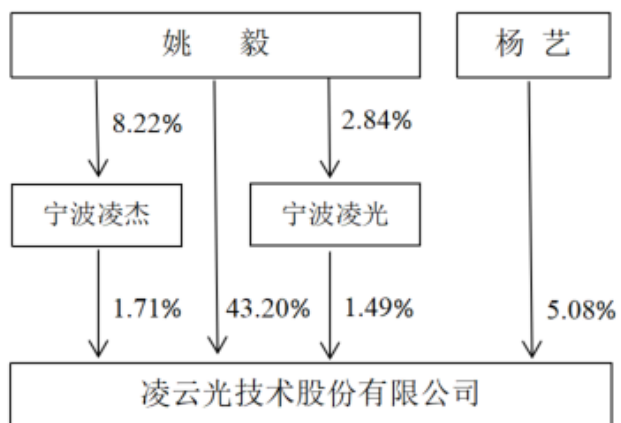 姚 毅
杨 艺
8.22%
2.84%
宁波凌杰
宁波凌光
1.71%
43.20%
1.49%
5.08%
凌云光技术股份有限公司